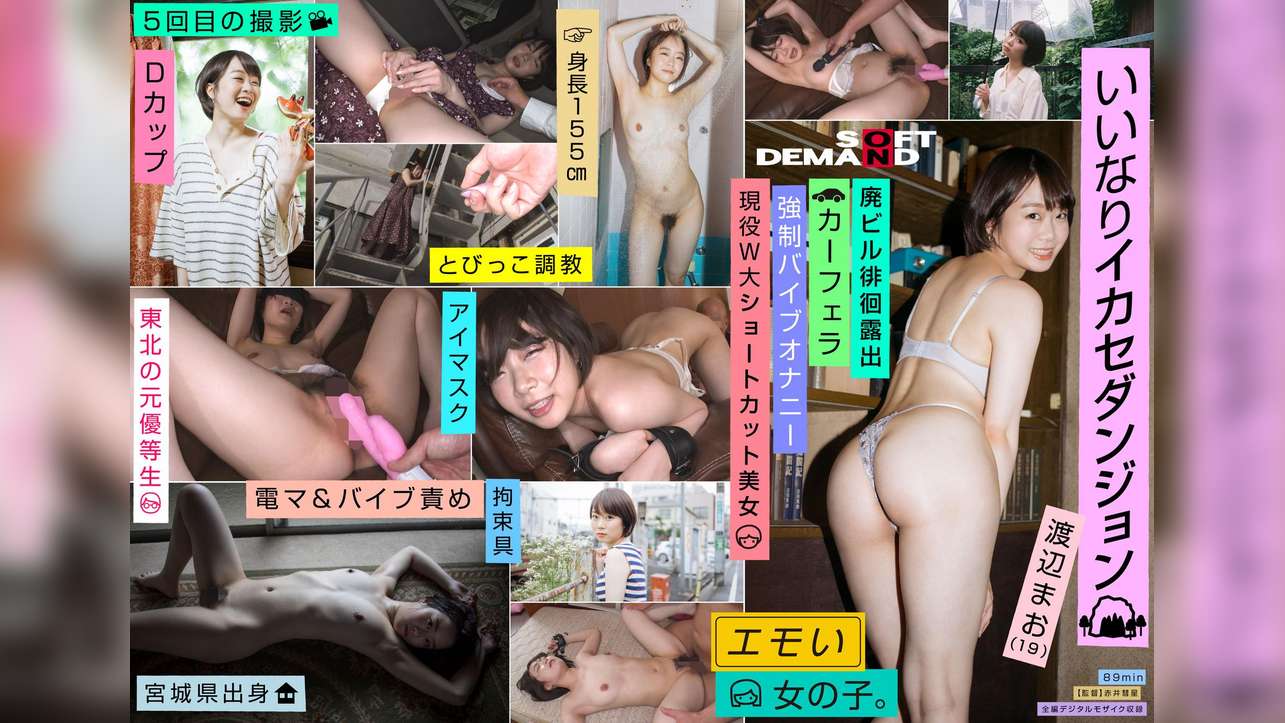 5回目の撮影
Dカップ
身長155㎝
とびっこ調教
東北の元優等生
アイマスク
電マ&バイブ責め
拘束具
宮城県出身
SOFT
ON
DEMAND
廃ビル徘徊露出
カーフェラ
強制バイブオナニー
現役W大ショートカット美女
いいなりイカセダンジョン
渡辺まお
(19)
エモい
女の子。
89min
【監督】赤井彗星
全編デジタルモザイク収録